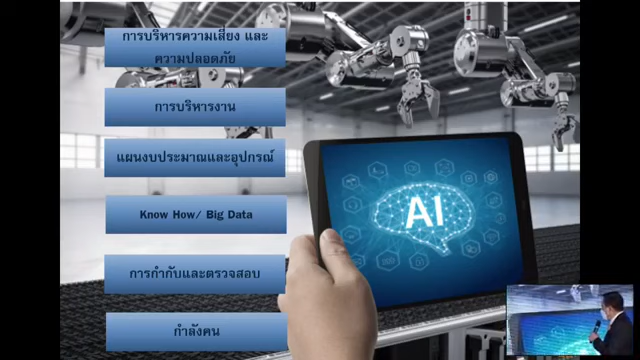 การบริหารความเสี่ยง และ
ความปลอดภัย
การบริหารงาน
แผนงบประมาณและอุปกรณ์
Know How/ Big Data
การกำกับและตรวจสอบ
กำลังคน
AI